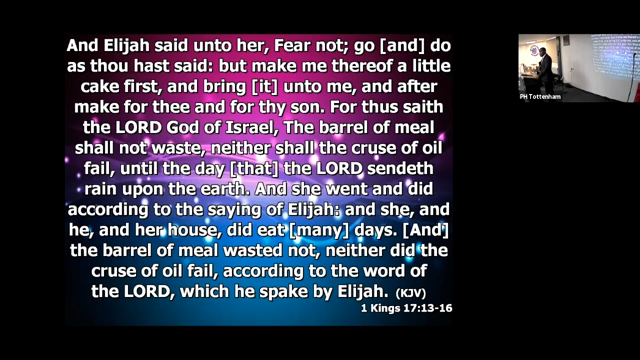 And Elijah said unto her, Fear not; go [and] do
as thou hast said: but make me thereof a little
cake first, and bring [it] unto me, and after
make for thee and for thy son. For thus saith
the LORD God of Israel, The barrel of meal
shall not waste, neither shall the cruse of oil
fail, until the day [that] the LORD sendeth
rain upon the earth. And she went and did
according to the saying of Elijah: and she, and
he, and her house, did eat [many] days. [And]
the barrel of meal wasted not, neither did the
cruse of oil fail, according to the word of
the LORD, which he spake by Elijah. (KJV)
1 Kings 17:13-16
PH Tottenham